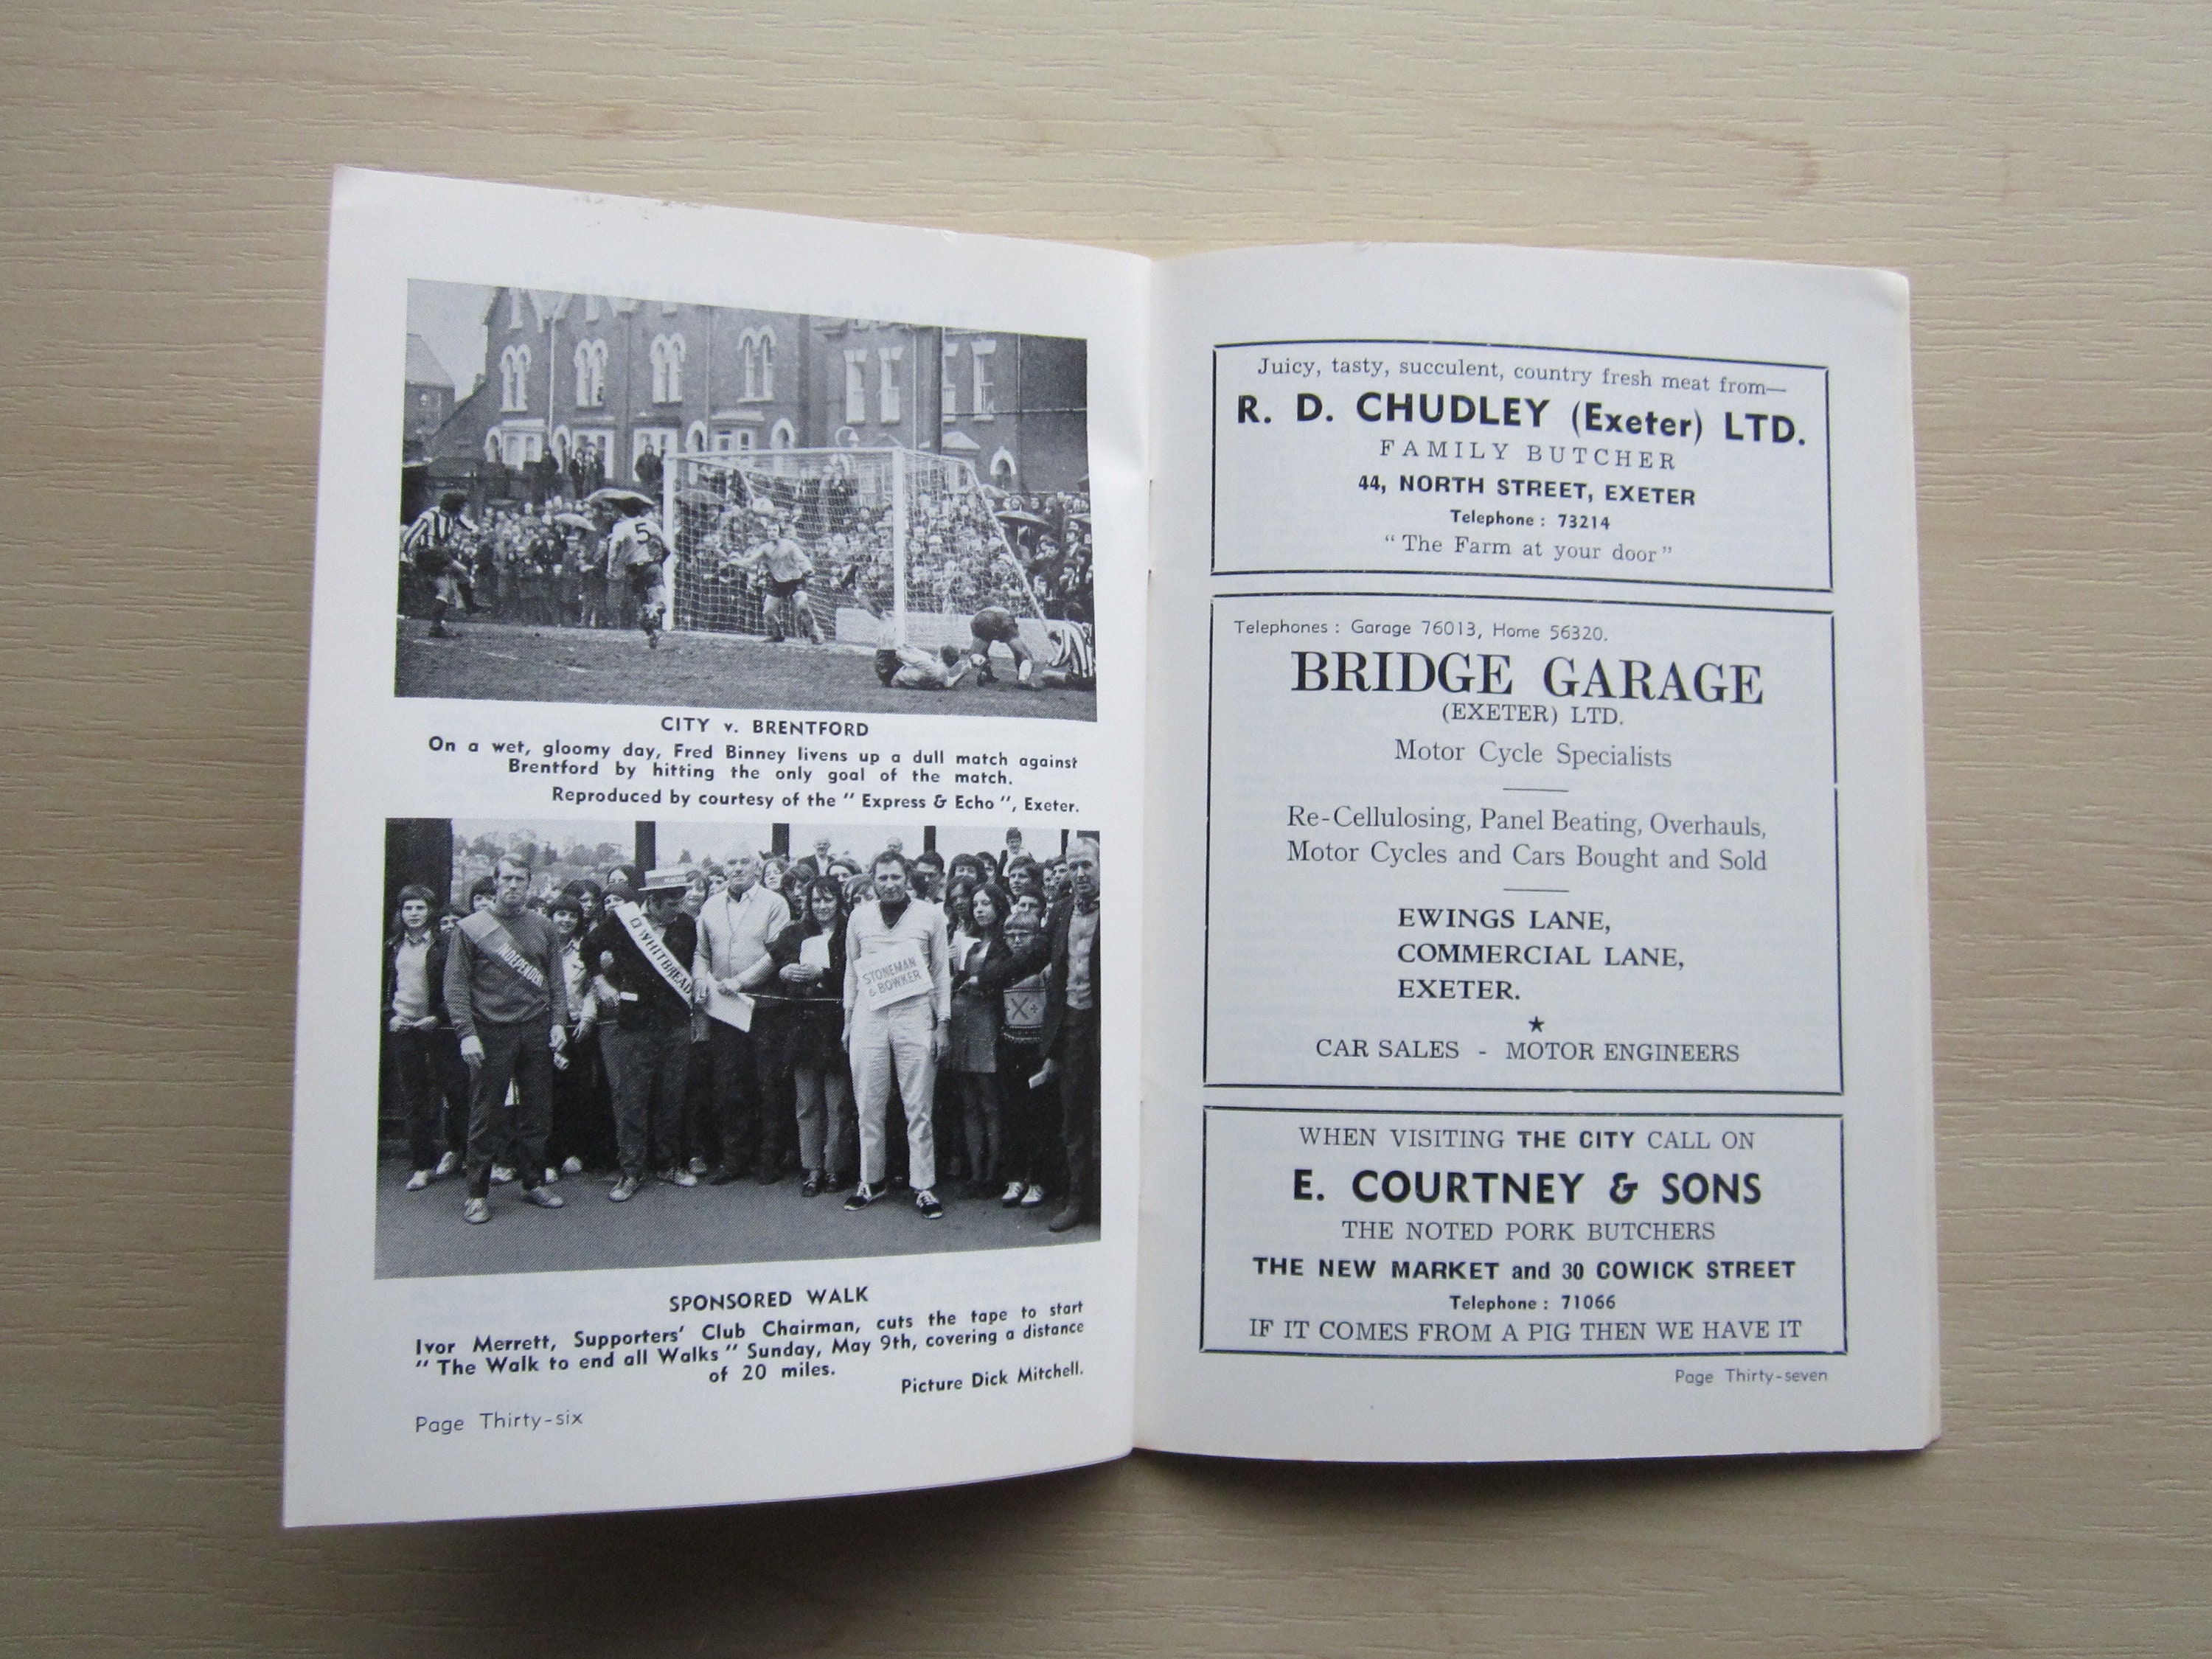 5
CITY v. BRENTFORD
On a wet, gloomy day, Fred Binney livens up a dull match against
Brentford by hitting the only goal of the match.
Reproduced by courtesy of the " Express & Echo ", Exeter.
WHITBREAD
STONEMAN
& BOWKER
SPONSORED WALK
Ivor Merrett, Supporters' Club Chairman, cuts the tape to start
" The Walk to end all Walks " Sunday, May 9th, covering a distance
of 20 miles.
Picture Dick Mitchell.
Page Thirty-six
Juicy, tasty, succulent, country fresh meat from—
R. D. CHUDLEY (Exeter) LTD.
FAMILY BUTCHER
44, NORTH STREET, EXETER
Telephone : 73214
" The Farm at your door "
Telephones : Garage 76013, Home 56320.
BRIDGE GARAGE
(EXETER) LTD.
Motor Cycle Specialists
Re-Cellulosing, Panel Beating, Overhauls,
Motor Cycles and Cars Bought and Sold
EWINGS LANE,
COMMERCIAL LANE,
EXETER.
★
CAR SALES - MOTOR ENGINEERS
WHEN VISITING THE CITY CALL ON
E. COURTNEY & SONS
THE NOTED PORK BUTCHERS
THE NEW MARKET and 30 COWICK STREET
Telephone : 71066
IF IT COMES FROM A PIG THEN WE HAVE IT
Page Thirty-seven